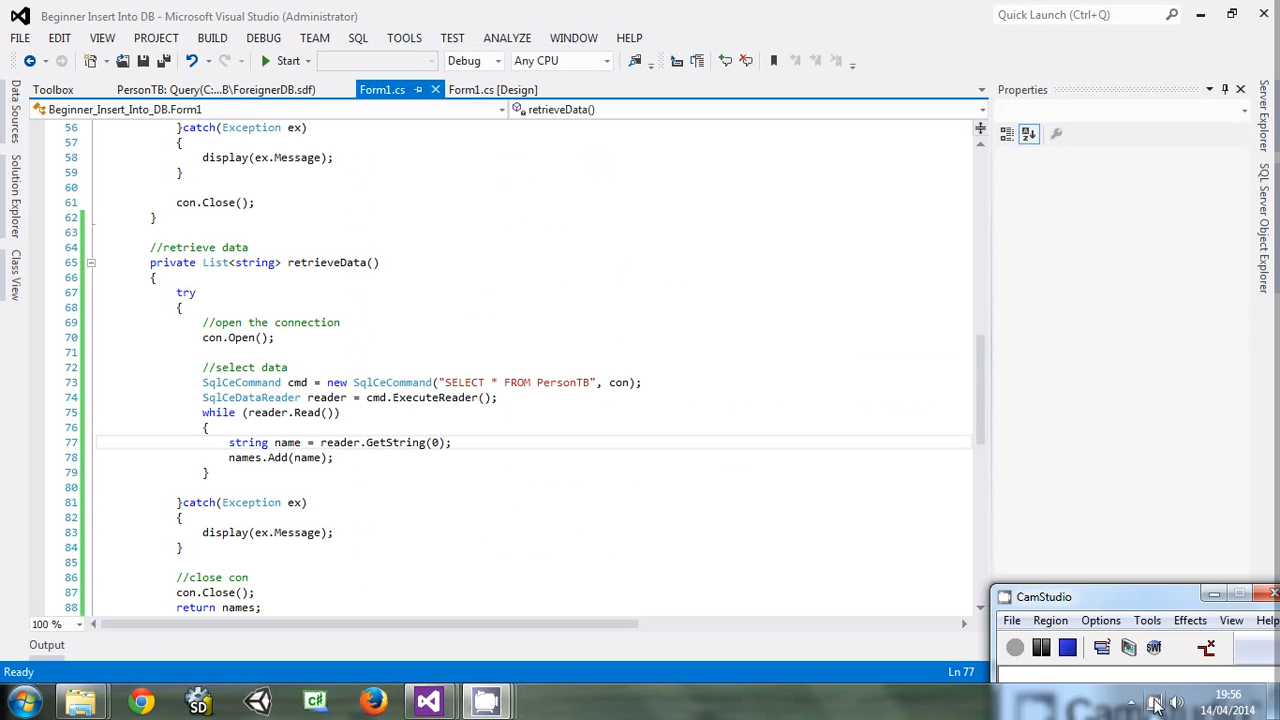 Beginner Insert Into DB - Microsoft Visual Studio (Administrator)
Quick Launch (Ctrl+Q)
FILE EDIT VIEW PROJECT BUILD DEBUG TEAM SQL TOOLS TEST ANALYZE WINDOW HELP
Start Debug Any CPU
Toolbox PersonTB: Query(C:...B\ForeignerDB.sdf) Form1.cs Form1.cs [Design]
Properties
Beginner_Insert_Into_DB.Form1 retrieveData()
Data Sources
Solution Explorer
Class View
Server Explorer
SQL Server Object Explorer
56 }catch(Exception ex)
57 {
58 display(ex.Message);
59 }
60
61 con.Close();
62 }
63
64 //retrieve data
65 private List<string> retrieveData()
66 {
67 try
68 {
69 //open the connection
70 con.Open();
71
72 //select data
73 SqlCeCommand cmd = new SqlCeCommand("SELECT * FROM PersonTB", con);
74 SqlCeDataReader reader = cmd.ExecuteReader();
75 while (reader.Read())
76 {
77 string name = reader.GetString(0);
78 names.Add(name);
79 }
80
81 }catch(Exception ex)
82 {
83 display(ex.Message);
84 }
85
86 //close con
87 con.Close();
88 return names;
100 %
Output
Ready
Ln 77
CamStudio
File Region Options Tools Effects View Help
SWF
SD
C#
19:56
14/04/2014